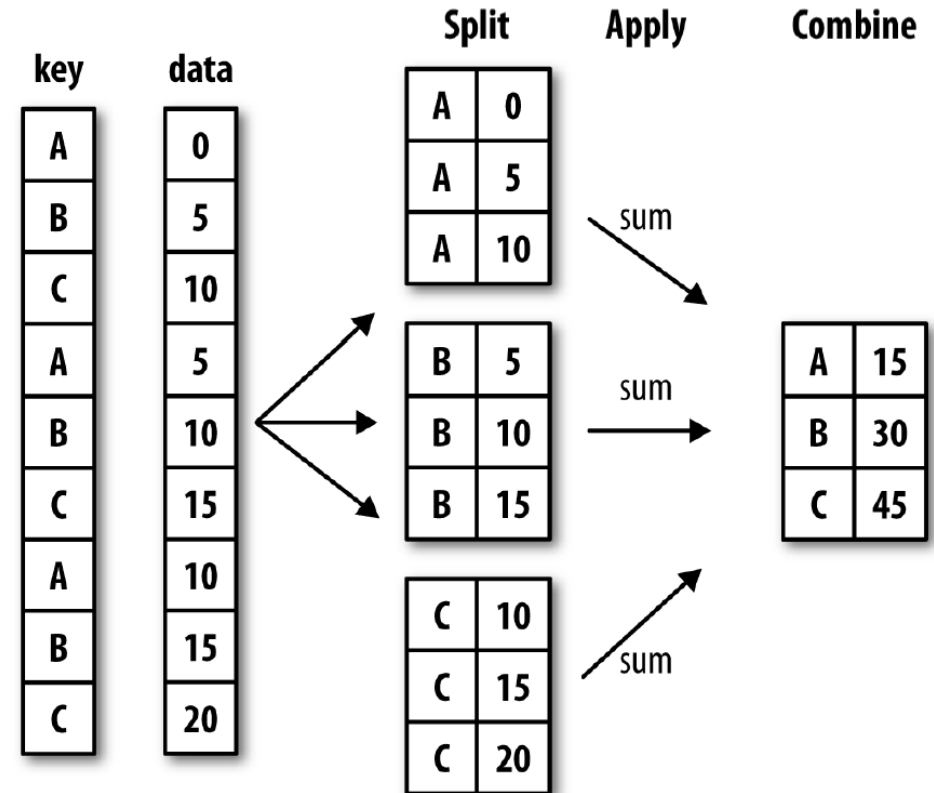 Split Apply Combine
key data
A 0
B 5
C 10
A 5
B 10
C 15
A 10
B 15
C 20
A 0
A 5
A 10
B 5
B 10
B 15
C 10
C 15
C 20
sum
sum
sum
A 15
B 30
C 45